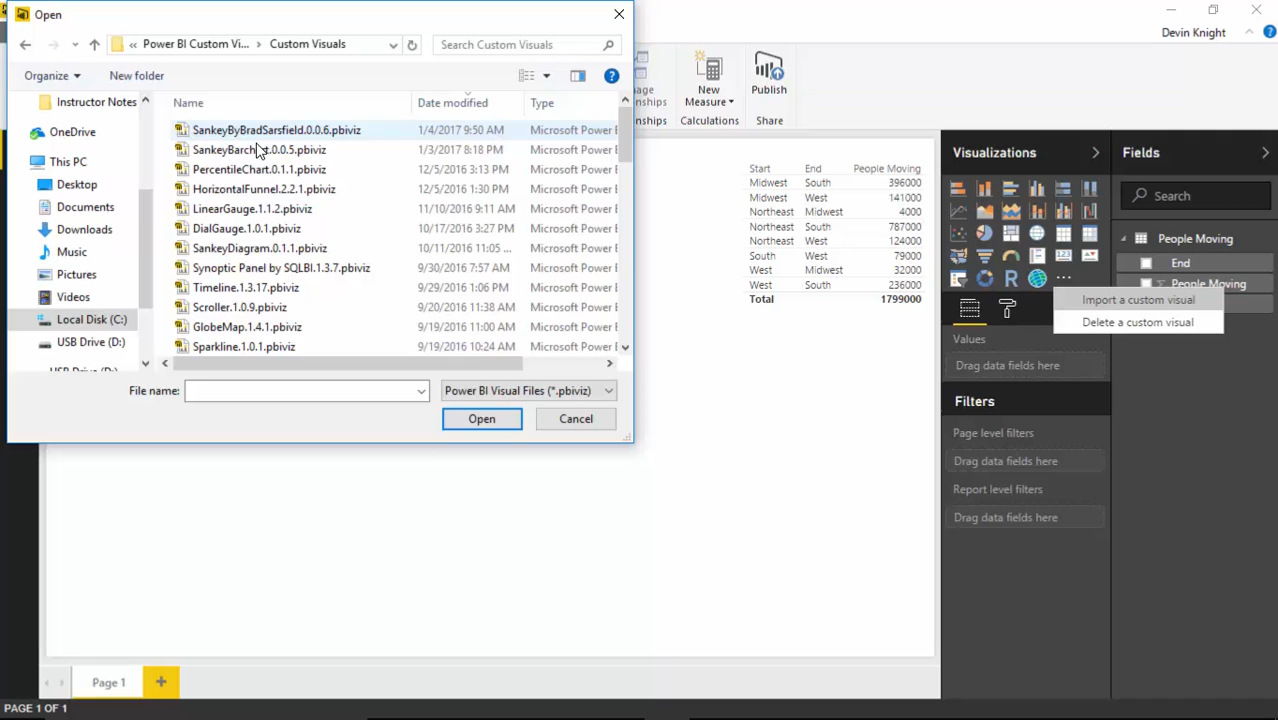 Open
Devin Knight
« Power BI Custom Vi... > Custom Visuals
Search Custom Visuals
Organize
New folder
New
Measure
Publish
Calculations
Share
Name
Date modified
Type
Instructor Notes
OneDrive
This PC
Desktop
Documents
Downloads
Music
Pictures
Videos
Local Disk (C:)
USB Drive (D:)
SankeyByBradSarsfield.0.0.6.pbiviz 1/4/2017 9:50 AM Microsoft Power
1/3/2017 8:18 PM Microsoft Power
PercentileChart.0.1.1.pbiviz 12/5/2016 3:13 PM Microsoft Power
HorizontalFunnel.2.2.1.pbiviz 12/5/2016 1:30 PM Microsoft Power
LinearGauge.1.1.2.pbiviz 11/10/2016 9:11 AM Microsoft Power
DialGauge.1.0.1.pbiviz 10/17/2016 3:27 PM Microsoft Power
SankeyDiagram.0.1.1.pbiviz 10/11/2016 11:05 ... Microsoft Power
Synoptic Panel by SQLBI.1.3.7.pbiviz 9/30/2016 7:57 AM Microsoft Power
Timeline.1.3.17.pbiviz 9/29/2016 1:06 PM Microsoft Power
Scroller.1.0.9.pbiviz 9/20/2016 11:38 AM Microsoft Power
GlobeMap.1.4.1.pbiviz 9/19/2016 11:00 AM Microsoft Power
Sparkline.1.0.1.pbiviz 9/19/2016 10:24 AM Microsoft Power
File name:
Power BI Visual Files (*.pbiviz)
Open
Cancel
Start End People Moving
Midwest South 396000
Midwest West 141000
Northeast Midwest 4000
Northeast South 787000
Northeast West 124000
South West 79000
West Midwest 32000
West South 236000
Total 1799000
Visualizations
Import a custom visual
Delete a custom visual
Values
Drag data fields here
Filters
Page level filters
Drag data fields here
Report level filters
Drag data fields here
Fields
Search
People Moving
End
People Moving
Page 1
PAGE 1 OF 1